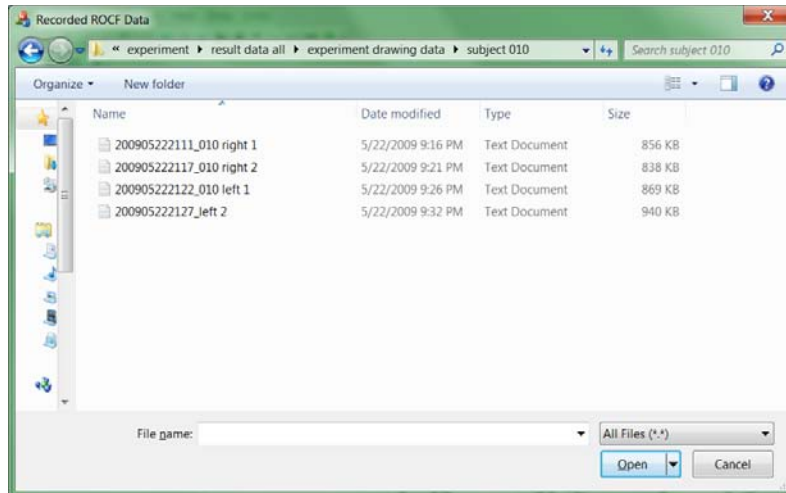 Recorded ROCF Data
« experiment ▸ result data all ▸ experiment drawing data ▸ subject 010 Search subject 010
Organize New folder
Name Date modified Type Size
200905222111_010 right 1 5/22/2009 9:16 PM Text Document 856 KB
200905222117_010 right 2 5/22/2009 9:21 PM Text Document 838 KB
200905222122_010 left 1 5/22/2009 9:26 PM Text Document 869 KB
200905222127_left 2 5/22/2009 9:32 PM Text Document 940 KB
File name: All Files (*.*)
Open Cancel